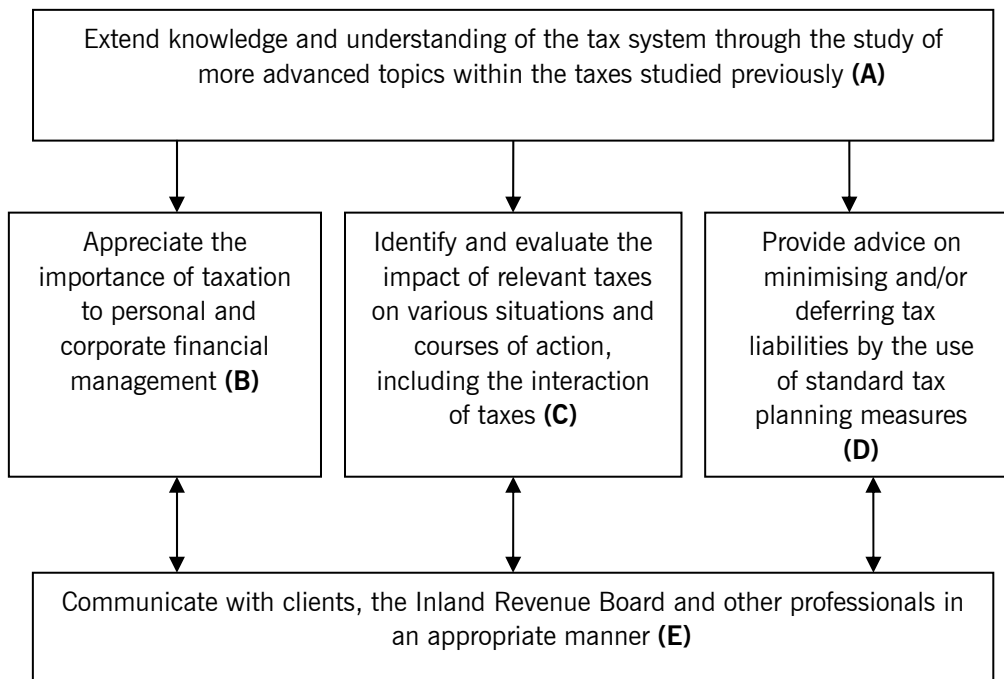 Extend knowledge and understanding of the tax system through the study of
more advanced topics within the taxes studied previously (A)
Appreciate the
importance of taxation
to personal and
corporate financial
management (B)
Identify and evaluate the
impact of relevant taxes
on various situations and
courses of action,
including the interaction
of taxes (C)
Provide advice on
minimising and/or
deferring tax
liabilities by the use
of standard tax
planning measures
(D)
Communicate with clients, the Inland Revenue Board and other professionals in
an appropriate manner (E)